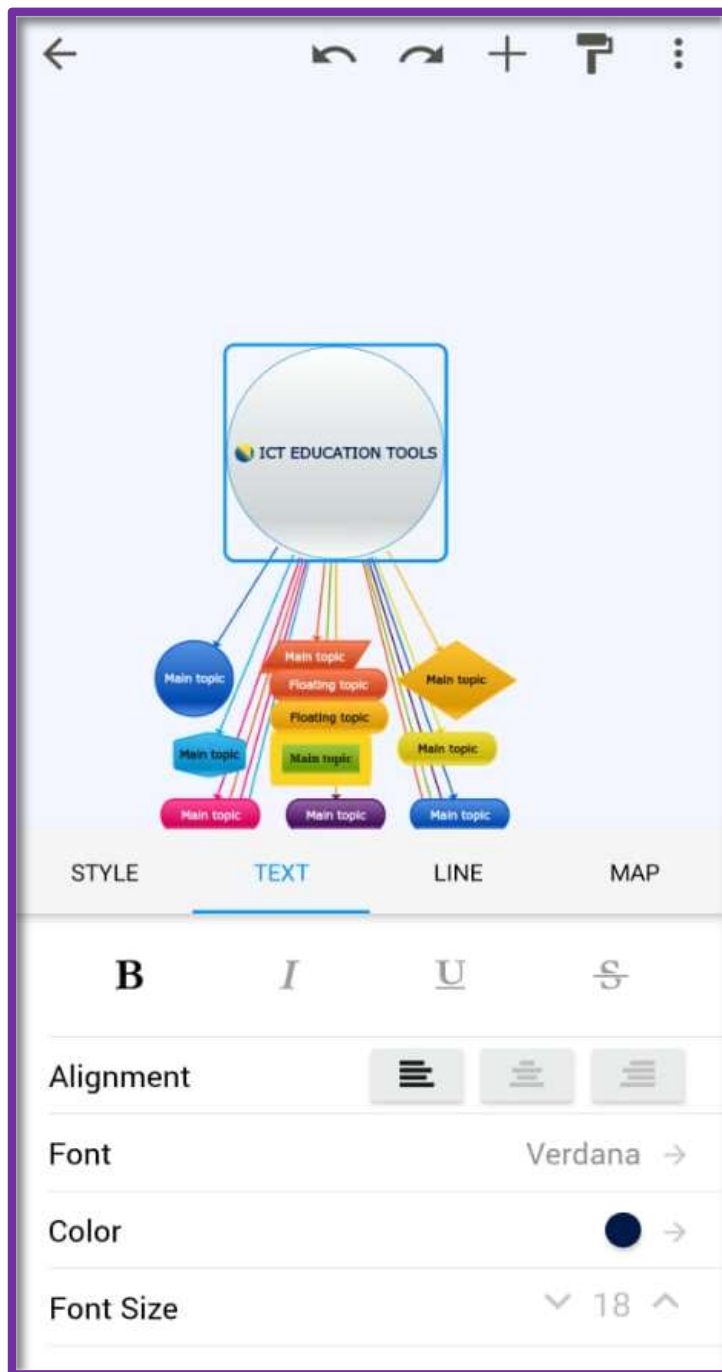 ICT EDUCATION TOOLS
Main topic
Main topic
Floating topic
Main topic
Floating topic
Main topic
Main topic
Main topic
Main topic
Main topic
Main topic
STYLE TEXT LINE MAP
B I U S
Alignment
Font Verdana
Color
Font Size 18